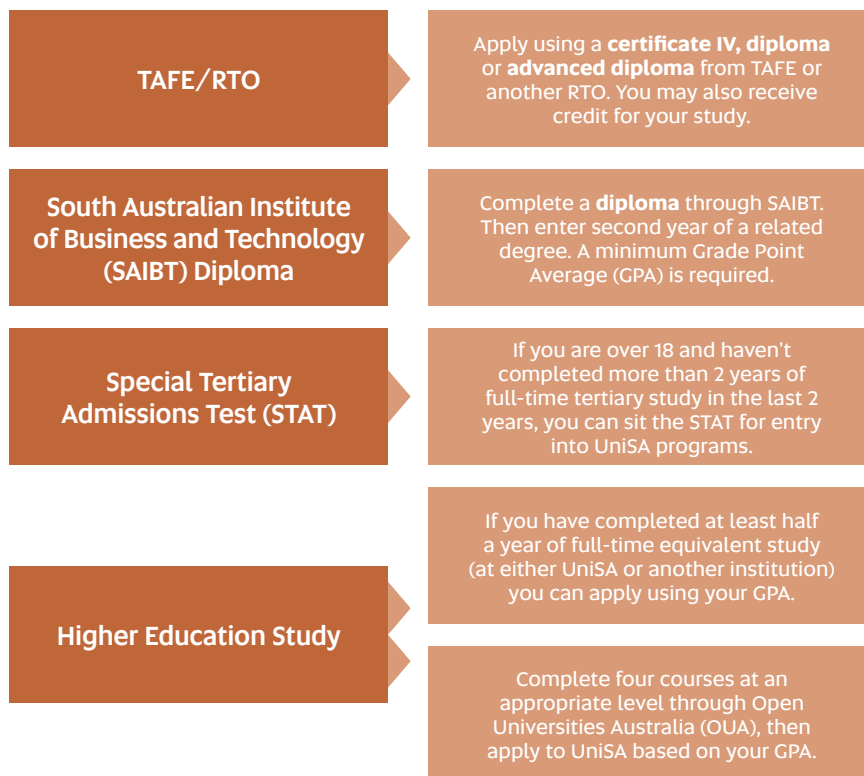 TAFE/RTO
Apply using a certificate IV, diploma
or advanced diploma from TAFE or
another RTO. You may also receive
credit for your study.
South Australian Institute
of Business and Technology
(SAIBT) Diploma
Complete a diploma through SAIBT.
Then enter second year of a related
degree. A minimum Grade Point
Average (GPA) is required.
Special Tertiary
Admissions Test (STAT)
If you are over 18 and haven't
completed more than 2 years of
full-time tertiary study in the last 2
years, you can sit the STAT for entry
into UniSA programs.
Higher Education Study
If you have completed at least half
a year of full-time equivalent study
(at either UniSA or another institution)
you can apply using your GPA.
Complete four courses at an
appropriate level through Open
Universities Australia (OUA), then
apply to UniSA based on your GPA.